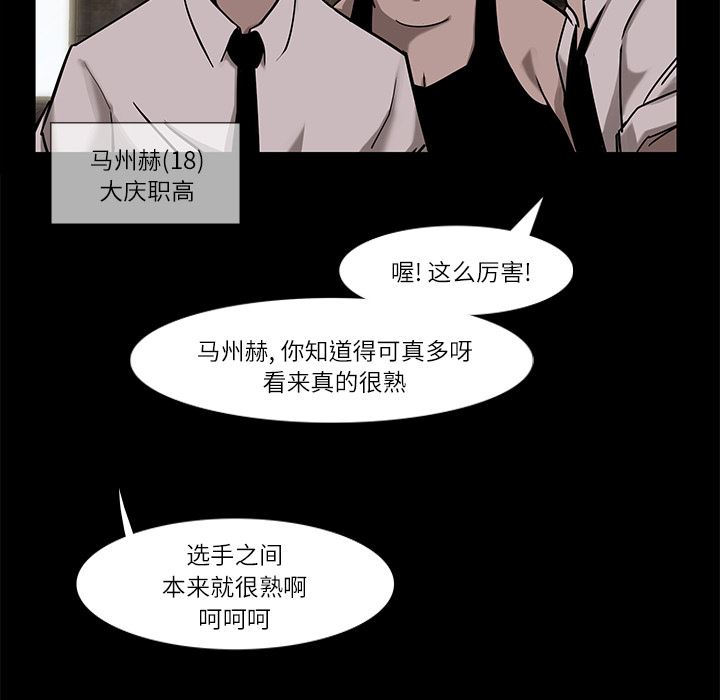 马州赫(18)
大庆职高
喔! 这么厉害!
马州赫, 你知道得可真多呀
看来真的很熟
选手之间
本来就很熟啊
呵呵呵